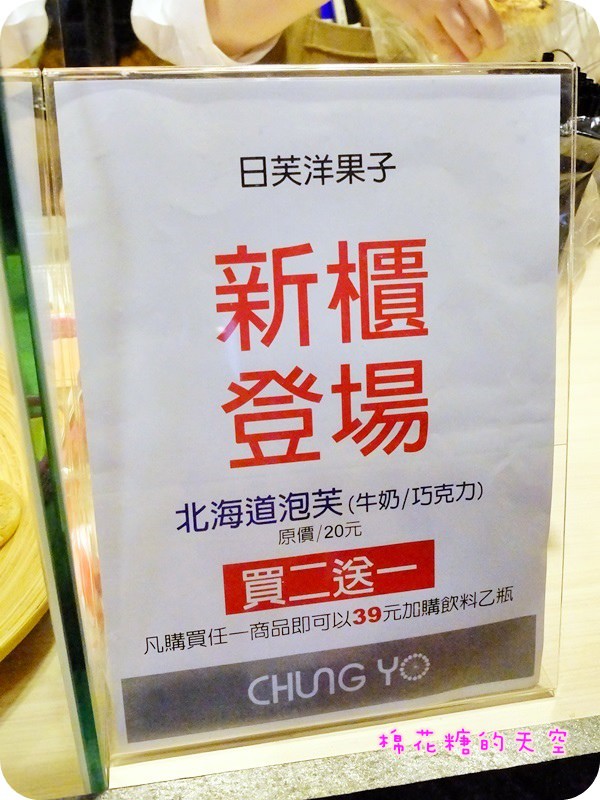 日芙洋果子
新櫃
登場
北海道泡芙(牛奶/巧克力)
原價/20元
買二送一
凡購買任一商品即可以39元加購飲料乙瓶
CHUNG YO
棉花糖的天空